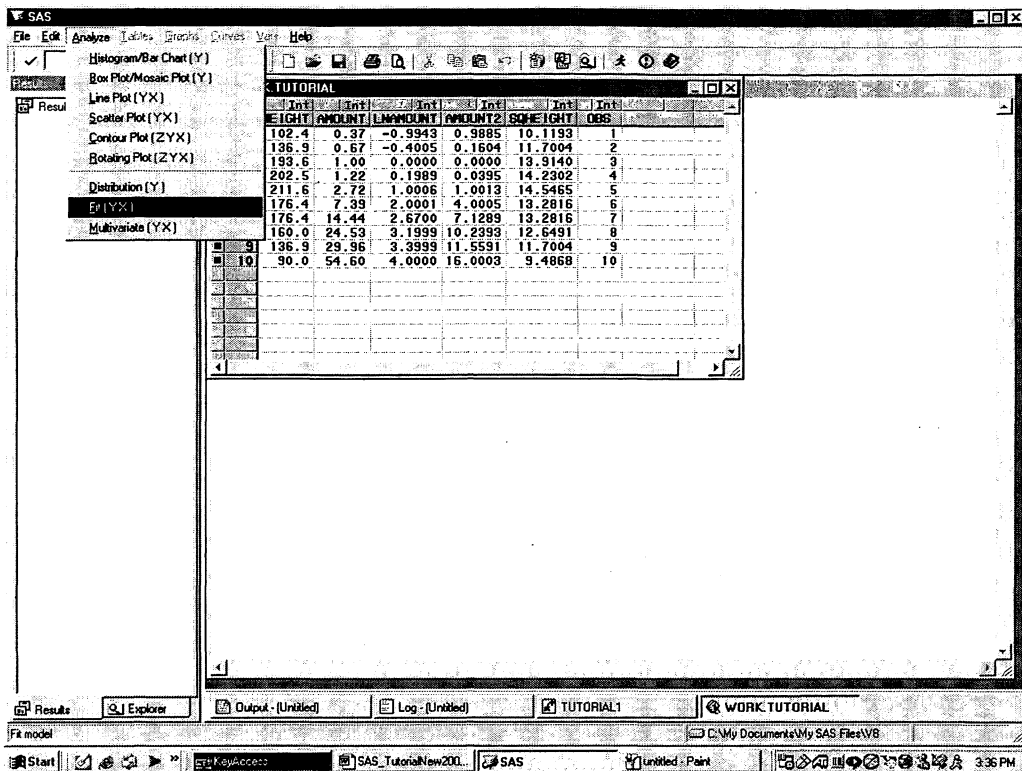 SAS
File Edit Analyze Tables Graphs Curves Vars Help
Histogram/Bar Chart ( Y )
Box Plot/Mosaic Plot ( Y )
Line Plot ( Y X )
Scatter Plot ( Y X )
Contour Plot ( Z Y X )
Rotating Plot ( Z Y X )
Distribution ( Y )
Fit ( Y X )
Multivariate ( Y X )
Resul
.TUTORIAL
Int Int Int Int Int Int
HEIGHT AMOUNT LNAMOUNT AMOUNT2 SQHEIGHT OBS
102.4 0.37 -0.9943 0.9885 10.1193 1
136.9 0.67 -0.4005 0.1604 11.7004 2
193.6 1.00 0.0000 0.0000 13.9140 3
202.5 1.22 0.1989 0.0395 14.2302 4
211.6 2.72 1.0006 1.0013 14.5465 5
176.4 7.39 2.0001 4.0005 13.2816 6
176.4 14.44 2.6700 7.1289 13.2816 7
160.0 24.53 3.1999 10.2393 12.6491 8
9 136.9 29.96 3.3999 11.5591 11.7004 9
10 90.0 54.60 4.0000 16.0003 9.4868 10
Results Explorer Output - (Untitled) Log - (Untitled) TUTORIAL1 WORK.TUTORIAL
Fit model C:\My Documents\My SAS Files\V8
Start KeyAccess SAS_TutorialNew200... SAS untitled - Paint 3:36 PM